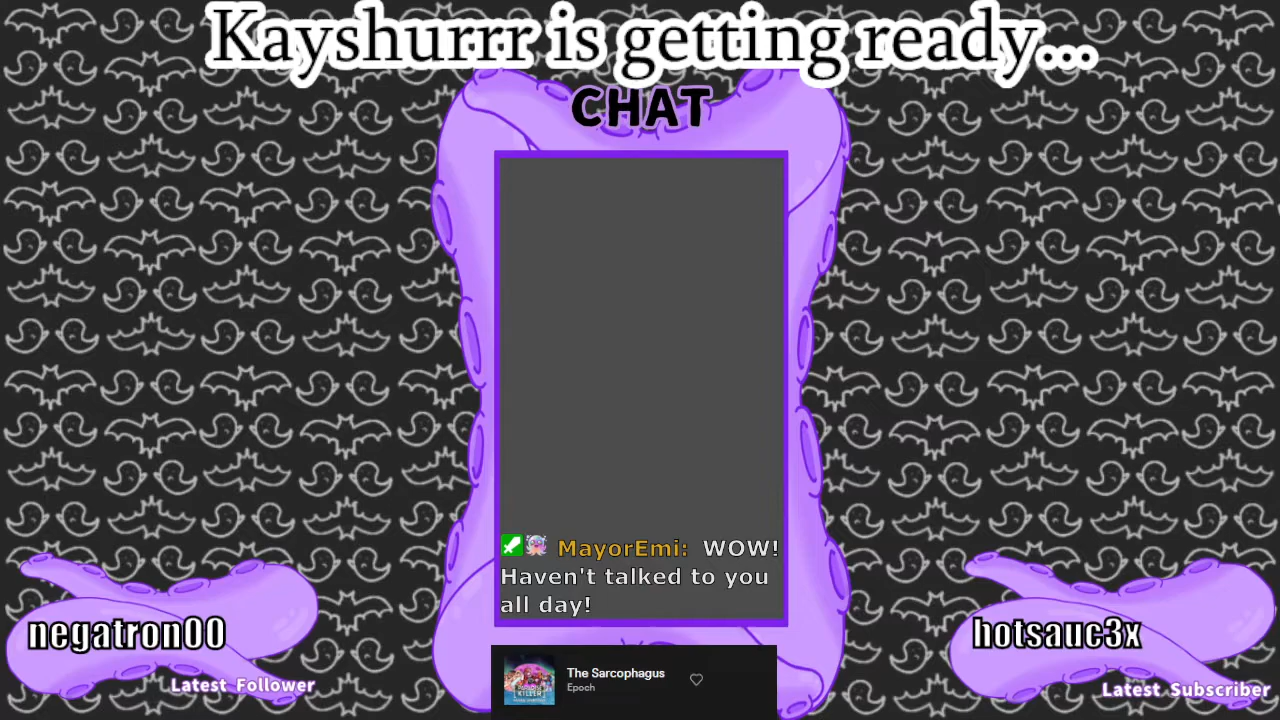 Kayshurrr is getting ready...
CHAT
MayorEmi: WOW!
Haven't talked to you
all day!
negatron00
Latest Follower
hotsauc3x
Latest Subscriber
The Sarcophagus
Epoch